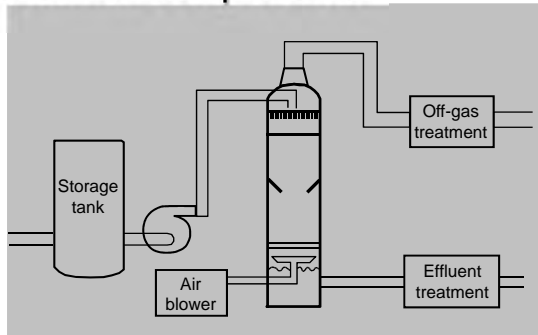 Off-gas
treatment
Storage
tank
Air
blower
Effluent
treatment